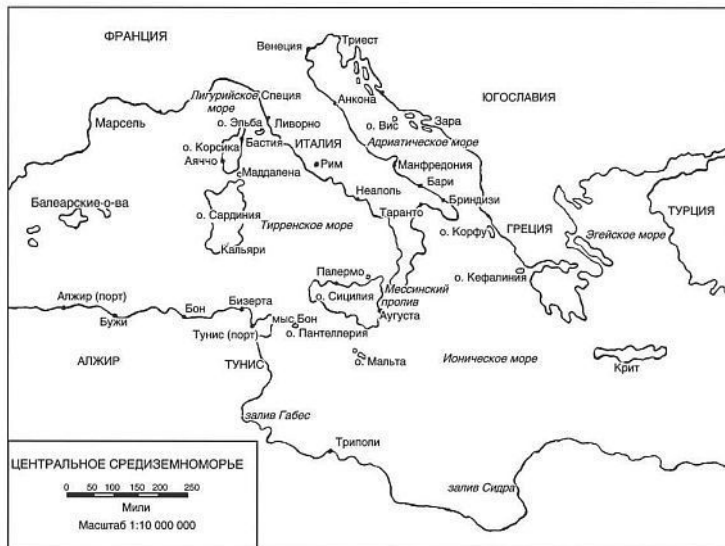 ФРАНЦИЯ
Венеция
Триест
ЮГОСЛАВИЯ
Лигурийское
море
Специя
Анкона
Зара
Марсель
о. Эльба
Ливорно
о. Вис
Адриатическое море
о. Корсика
Бастия
ИТАЛИЯ
Аяччо
Рим
Манфредония
Маддалена
Бари
Балеарские-о-ва
Неаполь
Бриндизи
Таранто
ТУРЦИЯ
о. Сардиния
Тирренское море
ГРЕЦИЯ
о. Корфу
Эгейское море
Кальяри
Палермо
Мессинский
пролив
о. Кефалиния
Алжир (порт)
Бизерта
о. Сицилия
Бон
мыс Бон
Аугуста
Бужи
Тунис (порт)
о. Пантеллерия
АЛЖИР
ТУНИС
о. Мальта
Ионическое море
Крит
залив Габес
Триполи
залив Сидра
ЦЕНТРАЛЬНОЕ СРЕДИЗЕМНОМОРЬЕ
0 50 100 150 200 250
Мили
Масштаб 1:10 000 000